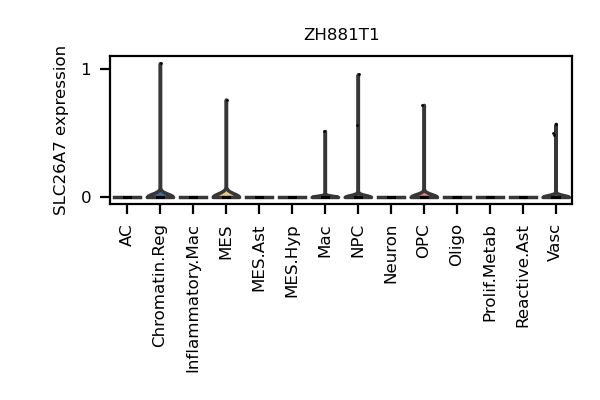 ZH881T1
SLC26A7 expression
1
0
AC
Chromatin.Reg
Inflammatory.Mac
MES
MES.Ast
MES.Hyp
Mac
NPC
Neuron
OPC
Oligo
Prolif.Metab
Reactive.Ast
Vasc